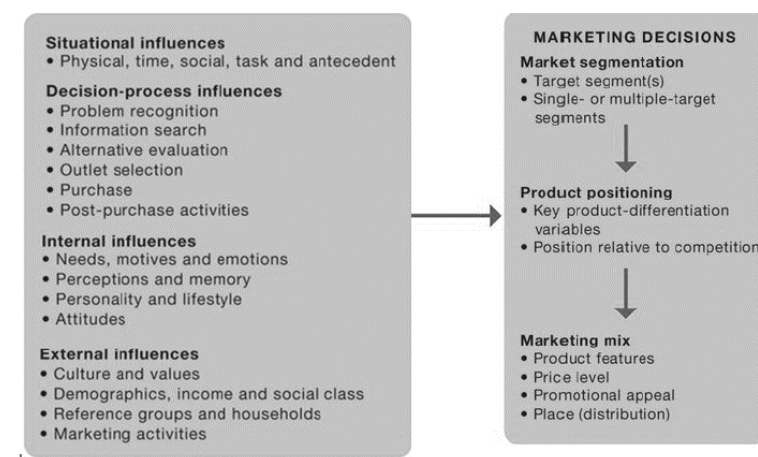 Situational influences
• Physical, time, social, task and antecedent
Decision-process influences
• Problem recognition
• Information search
• Alternative evaluation
• Outlet selection
• Purchase
• Post-purchase activities
Internal influences
• Needs, motives and emotions
• Perceptions and memory
• Personality and lifestyle
• Attitudes
External influences
• Culture and values
• Demographics, income and social class
• Reference groups and households
• Marketing activities
MARKETING DECISIONS
Market segmentation
• Target segment(s)
• Single- or multiple-target
segments
Product positioning
• Key product-differentiation
variables
• Position relative to competition
Marketing mix
• Product features
• Price level
• Promotional appeal
• Place (distribution)